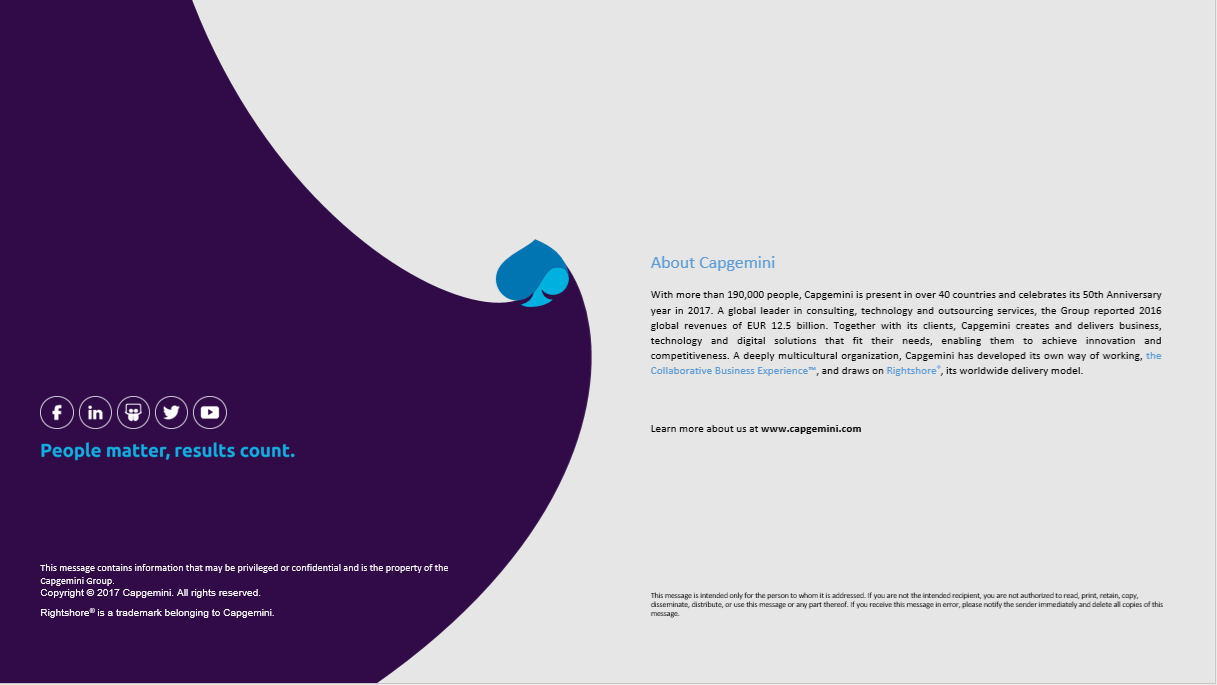 About Capgemini
With more than 190,000 people, Capgemini is present in over 40 countries and celebrates its 50th Anniversary
year in 2017. A global leader in consulting, technology and outsourcing services, the Group reported 2016
global revenues of EUR 12.5 billion. Together with its clients, Capgemini creates and delivers business,
technology and digital solutions that fit their needs, enabling them to achieve innovation and
competitiveness. A deeply multicultural organization, Capgemini has developed its own way of working, the
Collaborative Business Experience™, and draws on Rightshore®, its worldwide delivery model.
Learn more about us at www.capgemini.com
People matter, results count.
This message contains information that may be privileged or confidential and is the property of the
Capgemini Group.
Copyright © 2017 Capgemini. All rights reserved.
Rightshore® is a trademark belonging to Capgemini.
This message is intended only for the person to whom it is addressed. If you are not the intended recipient, you are not authorized to read, print, retain, copy,
disseminate, distribute, or use this message or any part thereof. If you receive this message in error, please notify the sender immediately and delete all copies of this
message.